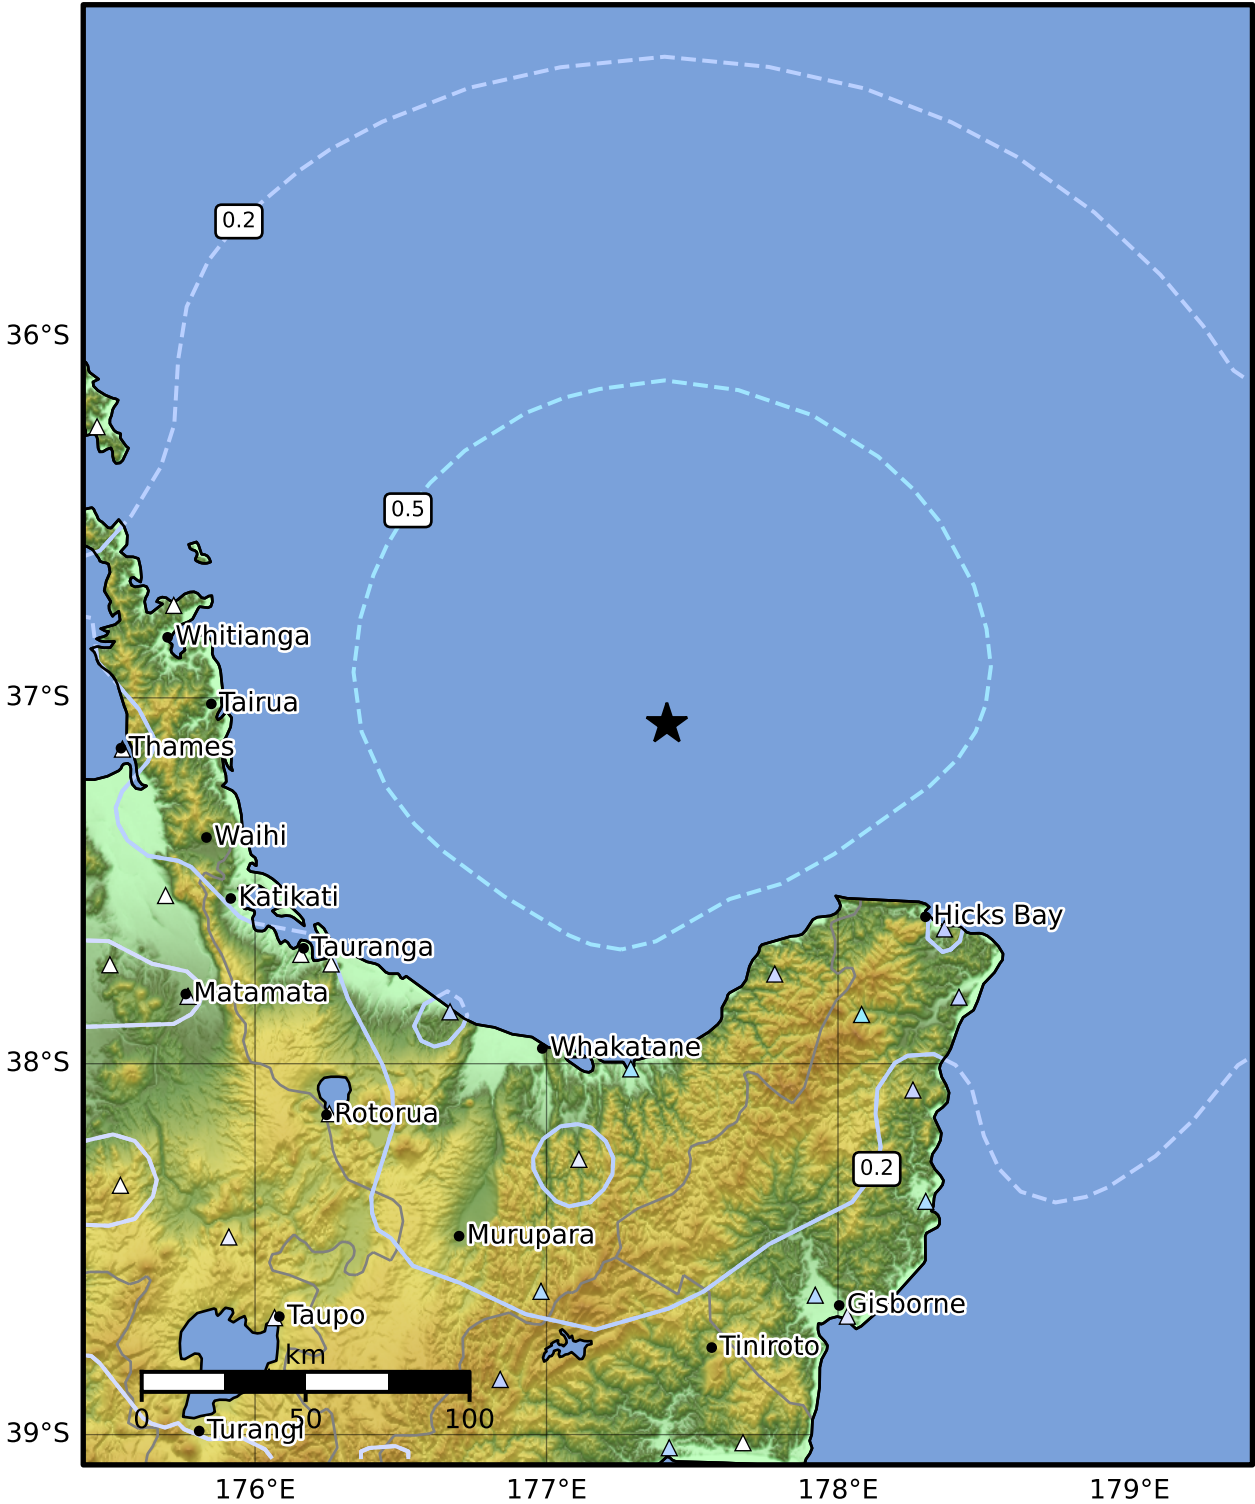 0.2
36°S
0.5
Whitianga
37°S
Tairua
Thames
Waihi
Katikati
Hicks Bay
Tauranga
Matamata
Whakatane
38°S
Rotorua
0.2
Murupara
Gisborne
Taupo
Tiniroto
km
0 50 100
Turangi
39°S
176°E 177°E 178°E 179°E